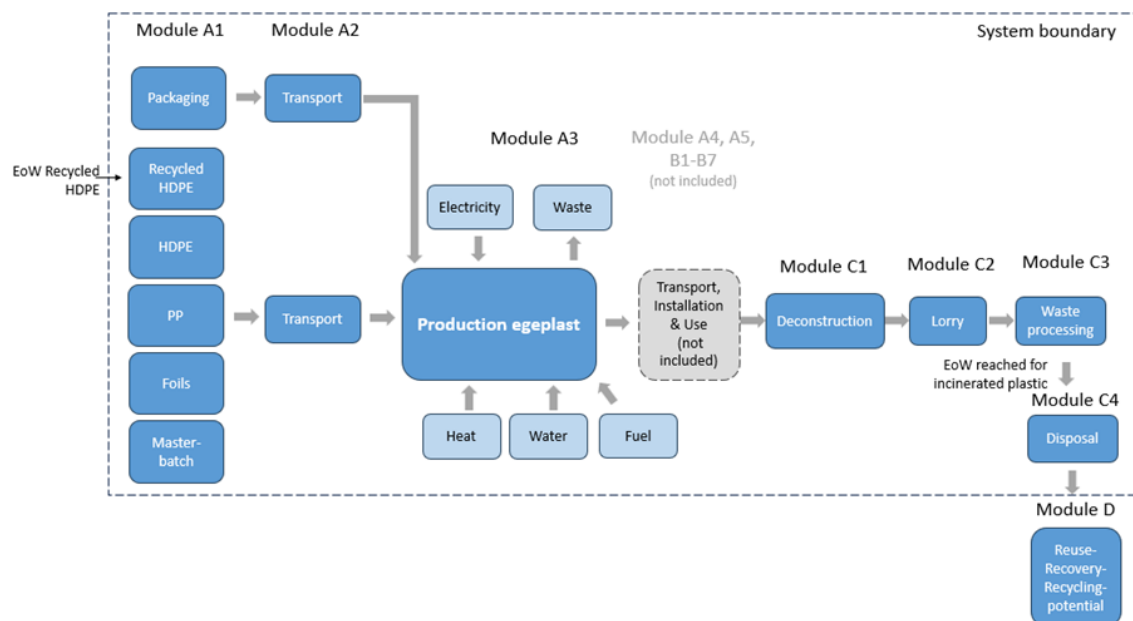 Module A1
Module A2
System boundary
Packaging
Transport
Module A3
Module A4, A5,
B1-B7
(not included)
EoW Recycled
HDPE
Recycled
HDPE
Electricity
Waste
HDPE
Module C1
Module C2
Module C3
PP
Transport
Production egeplast
Transport,
Installation
& Use
(not
included)
Deconstruction
Lorry
Waste
processing
EoW reached for
incinerated plastic
Foils
Module C4
Heat
Water
Fuel
Master-
batch
Disposal
Module D
Reuse-
Recovery-
Recycling-
potential